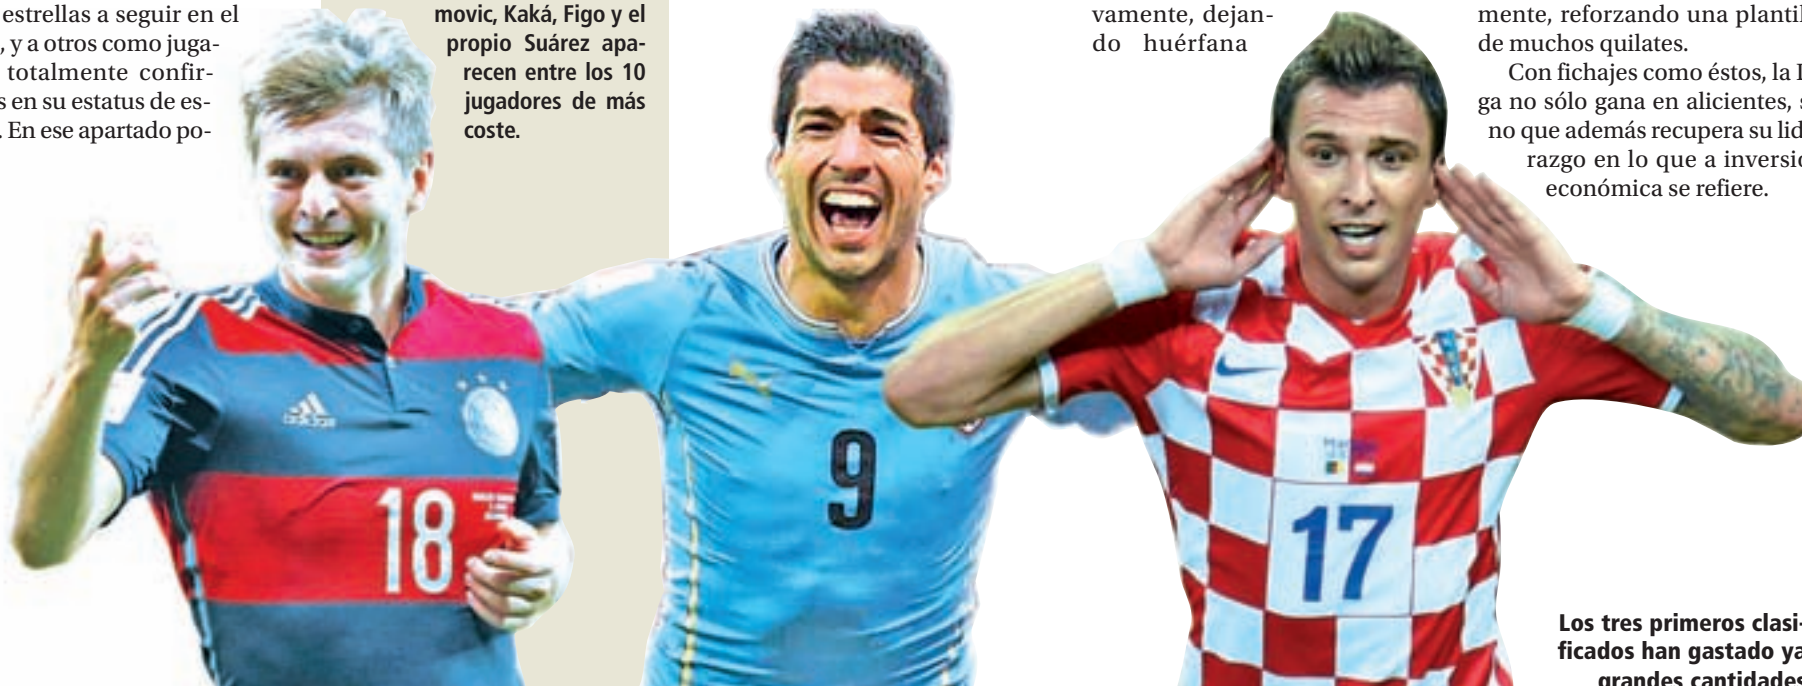 estrellas a seguir en el
, y a otros como juga-
totalmente confir-
s en su estatus de es-
. En ese apartado po-
movic, Kaká, Figo y el
propio Suárez apa-
recen entre los 10
jugadores de más
coste.
vamente, dejan-
do huérfana
mente, reforzando una plantil
de muchos quilates.
Con fichajes como éstos, la
ga no sólo gana en alicientes, s
no que además recupera su lid
razgo en lo que a inversio
económica se refiere.
adidas
18
9
17
Los tres primeros clasi-
ficados han gastado ya
grandes cantidades